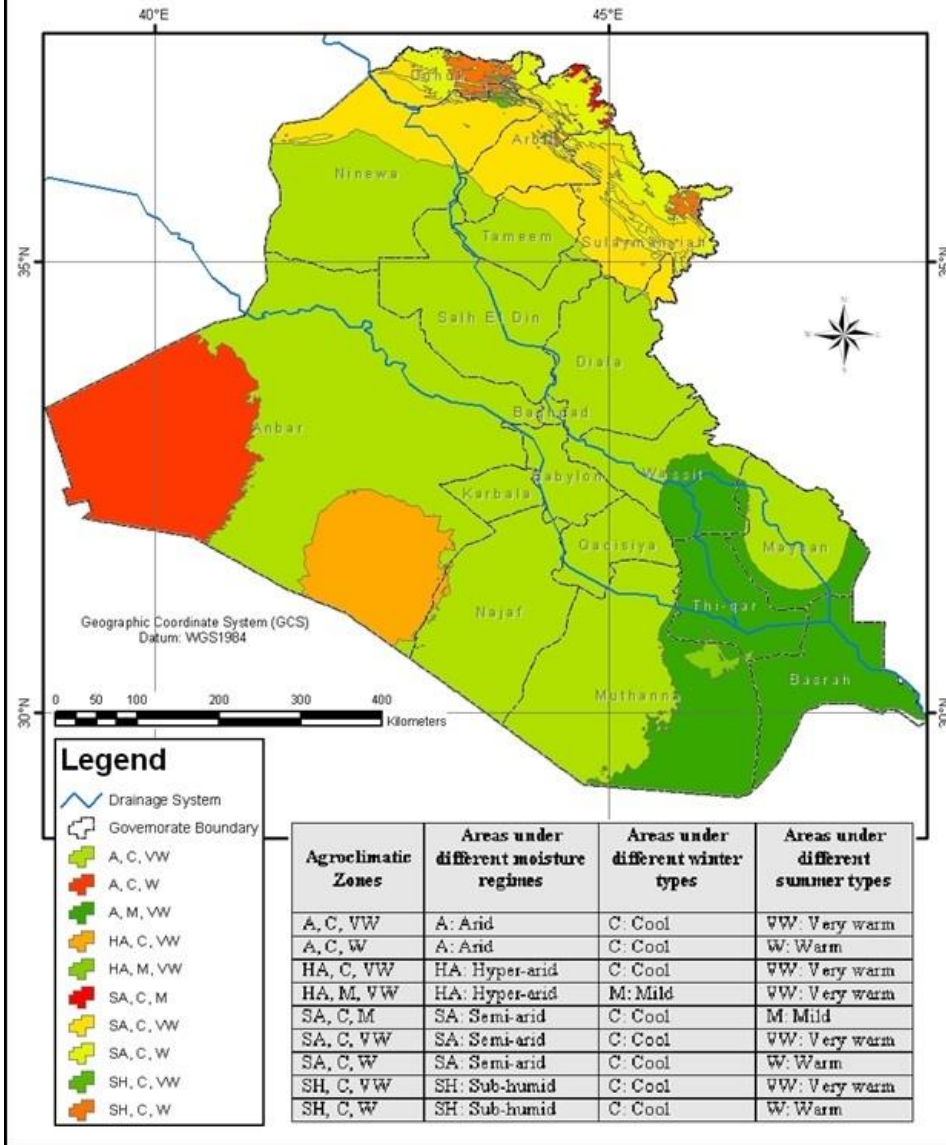 40°E 45°E
Dohuk
Arbil
Ninewa
Tameem
Sulaymaniyah
35°N 35°N
Salh El Din
Diala
Baghdad
Anbar
Wassit
Babylon
Karbala
Qacisiya
Maysan
Najaf
Thi-qar
Geographic Coordinate System (GCS)
Datum: WGS1984
Basrah
Muthanna
0 50 100 200 300 400
Kilometers
30°N 30°N
Legend
Drainage System
Governorate Boundary
A, C, VW
A, C, W
A, M, VW
HA, C, VW
HA, M, VW
SA, C, M
SA, C, VW
SA, C, W
SH, C, VW
SH, C, W
Agroclimatic Zones Areas under different moisture regimes Areas under different winter types Areas under different summer types
A, C, VW A: Arid C: Cool VW: Very warm
A, C, W A: Arid C: Cool W: Warm
HA, C, VW HA: Hyper-arid C: Cool VW: Very warm
HA, M, VW HA: Hyper-arid M: Mild VW: Very warm
SA, C, M SA: Semi-arid C: Cool M: Mild
SA, C, VW SA: Semi-arid C: Cool VW: Very warm
SA, C, W SA: Semi-arid C: Cool W: Warm
SH, C, VW SH: Sub-humid C: Cool VW: Very warm
SH, C, W SH: Sub-humid C: Cool W: Warm